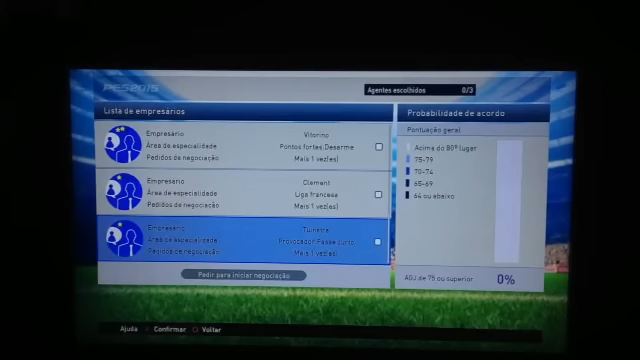 PES2015
Agentes escolhidos 0/3
Lista de empresários
Probabilidade de acordo
Pontuação geral
Empresário Vitorino
Área de especialidade Pontos fortes:Desarme
Pedidos de negociação Mais 1 vez(es)
Empresário Clement
Área de especialidade Liga francesa
Pedidos de negociação Mais 1 vez(es)
Empresário
Área de especialidade Provocador Passe curto
Pedidos de negociação Mais 1 vez(es)
Acima do 80º lugar
75-79
70-74
65-69
64 ou abaixo
Pedir para iniciar negociação
ADJ de 75 ou superior 0%
Ajuda Confirmar Voltar